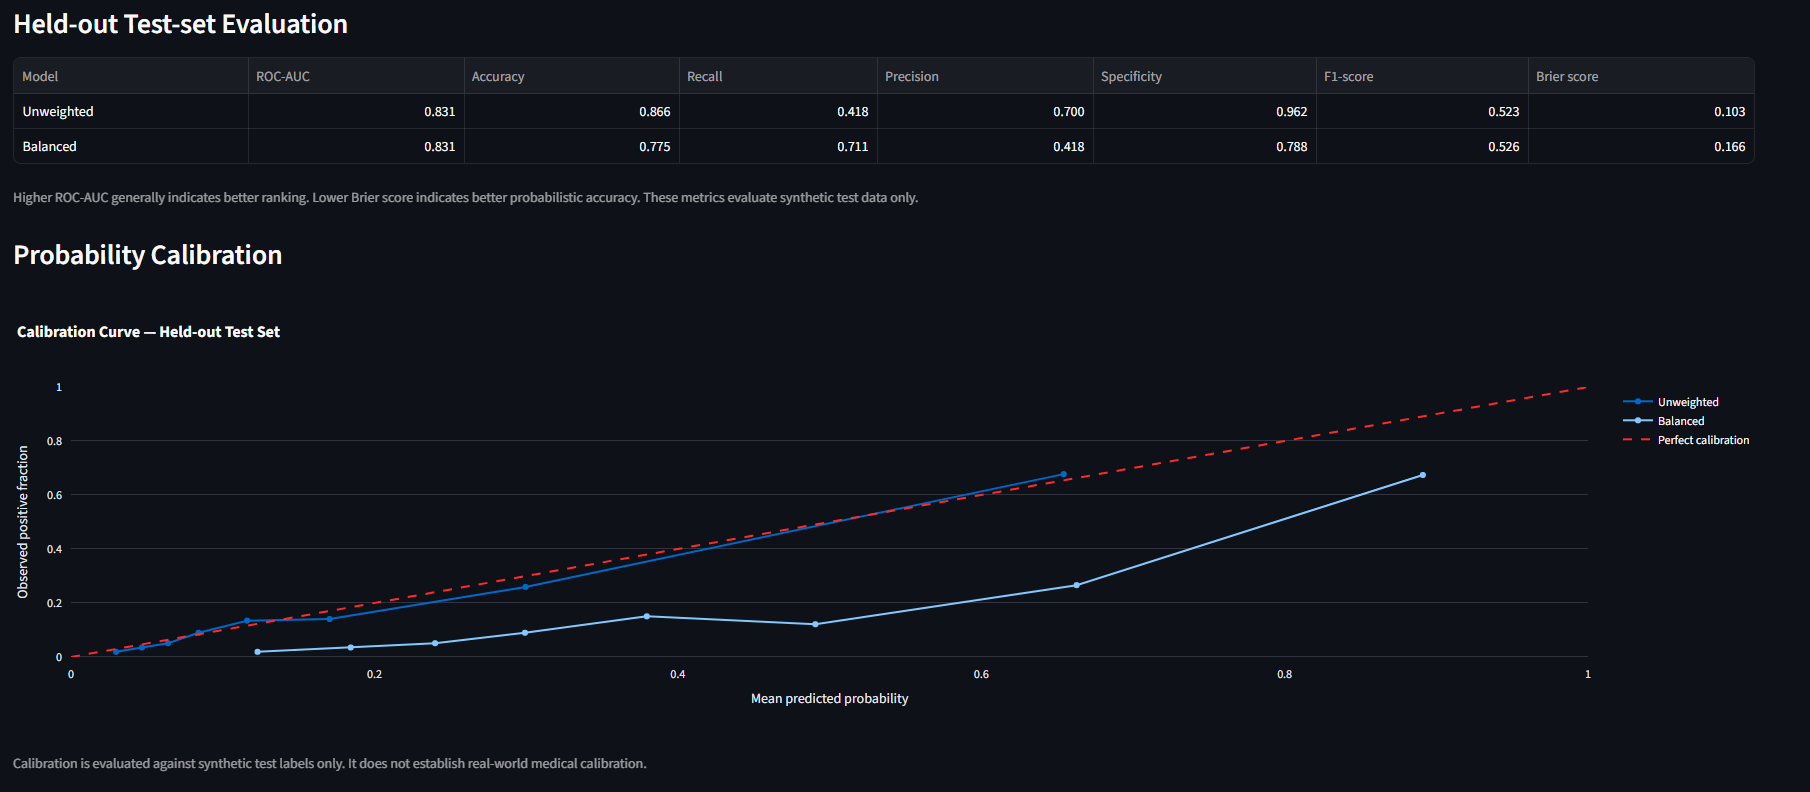 Held-out Test-set Evaluation
Model ROC-AUC Accuracy Recall Precision Specificity F1-score Brier score
Unweighted 0.831 0.866 0.418 0.700 0.962 0.523 0.103
Balanced 0.831 0.775 0.711 0.418 0.788 0.526 0.166
Higher ROC-AUC generally indicates better ranking. Lower Brier score indicates better probabilistic accuracy. These metrics evaluate synthetic test data only.
Probability Calibration
Calibration Curve — Held-out Test Set
1
0.8
0.6
0.4
0.2
0
Observed positive fraction
0 0.2 0.4 0.6 0.8 1
Mean predicted probability
Unweighted
Balanced
Perfect calibration
Calibration is evaluated against synthetic test labels only. It does not establish real-world medical calibration.